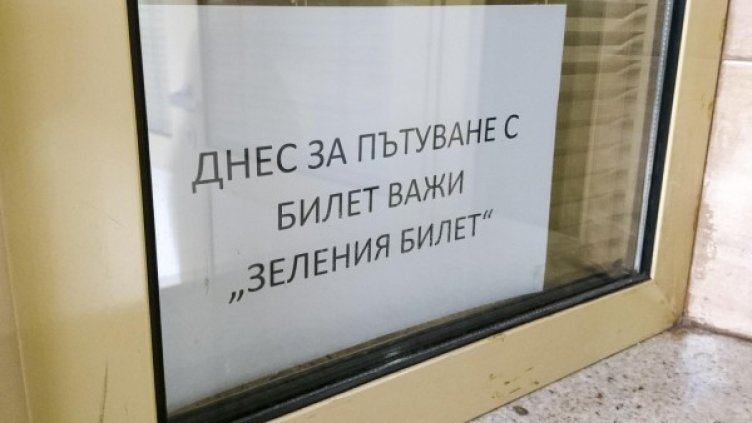 ДНЕС ЗА ПЪТУВАНЕ С
БИЛЕТ ВАЖИ
„ЗЕЛЕНИЯ БИЛЕТ“